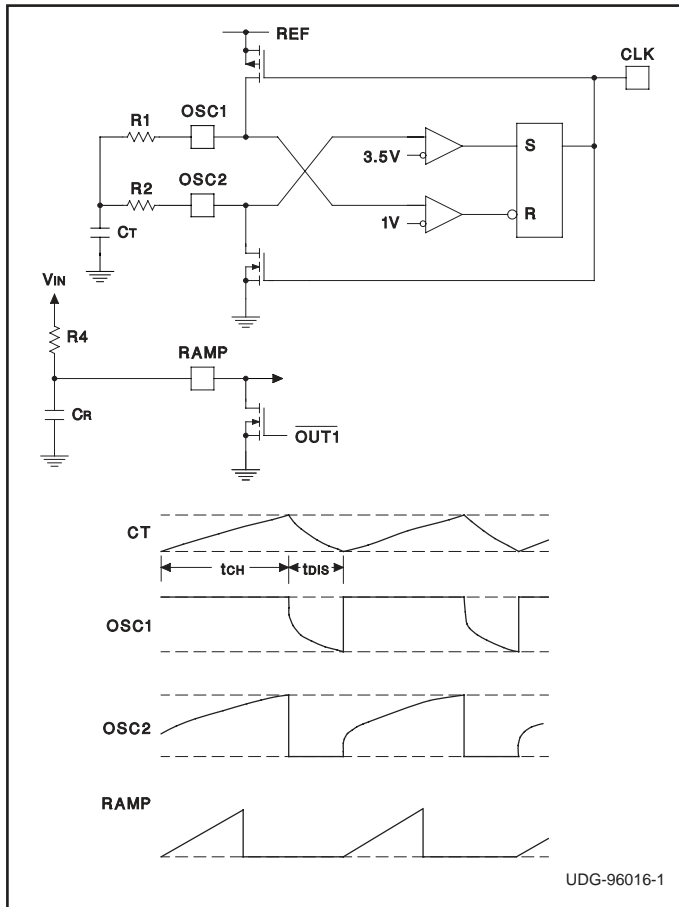 REF
CLK
OSC1
R1
3.5V
S
OSC2
R2
1V
R
CT
VIN
R4
RAMP
CR
OUT1
CT
tCH
tDIS
OSC1
OSC2
RAMP
UDG-96016-1